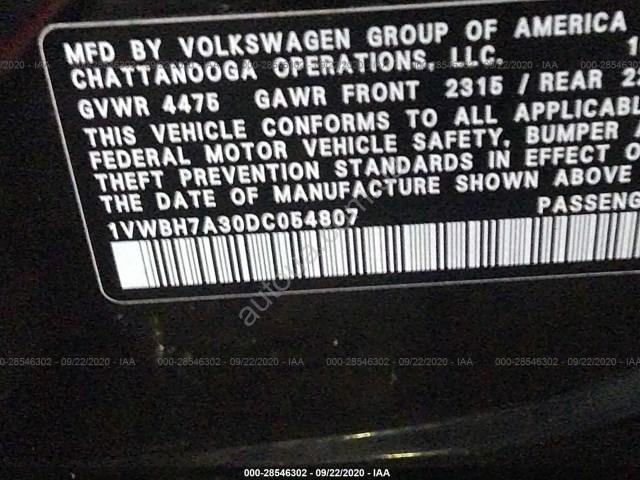 MFD BY VOLKSWAGEN GROUP OF AMERICA
CHATTANOOGA OPERATIONS LLC.
GVWR 4475 GAWR FRONT 2315 / REAR 2
THIS VEHICLE CONFORMS TO ALL APPLICABLE
FEDERAL MOTOR VEHICLE SAFETY, BUMPER
THEFT PREVENTION STANDARDS IN EFFECT O
THE DATE OF MANUFACTURE SHOWN ABOVE
1VWBH7A30DC054807 PASSENG
000-28546302 - 09/22/2020 - IAA